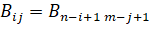 B_{ij} = B_{n-i+1 m-j+1}